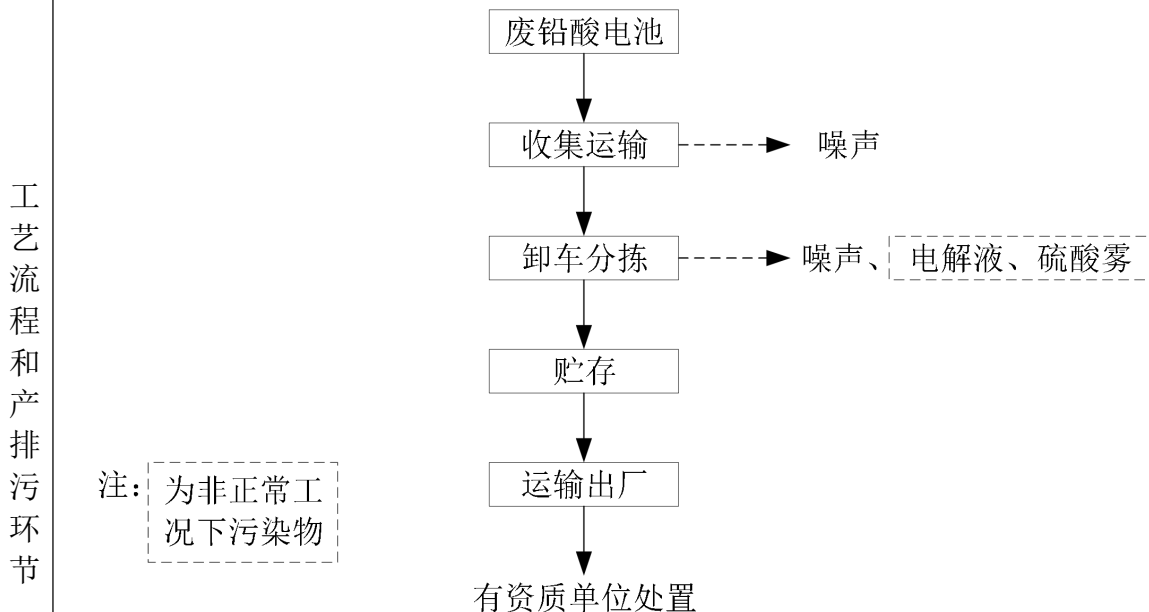 废铅酸电池
收集运输
噪声
卸车分拣
噪声、
电解液、硫酸雾
贮存
运输出厂
有资质单位处置
注：
为非正常工
况下污染物
工
艺
流
程
和
产
排
污
环
节